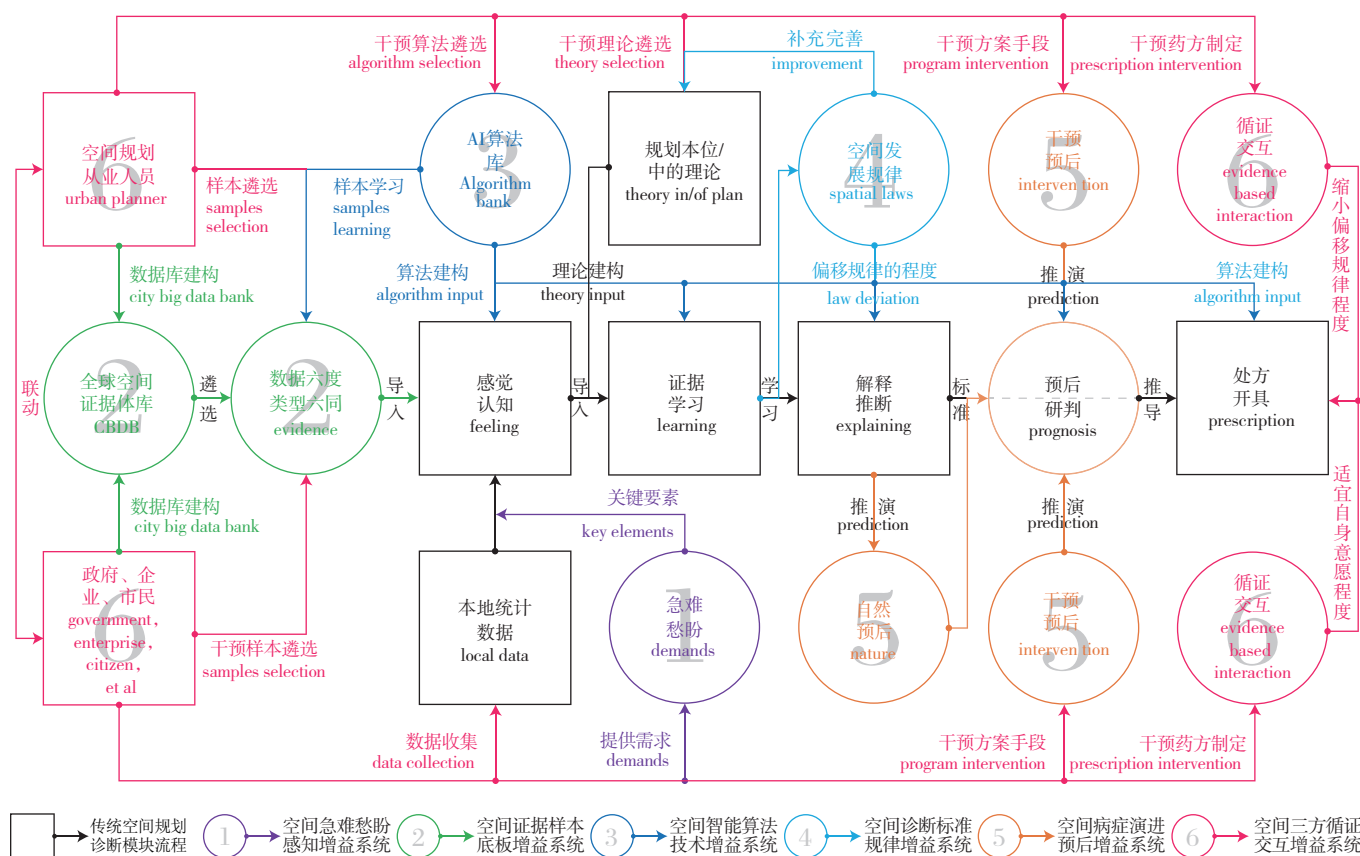 干预算法遴选
algorithm selection
干预理论遴选
theory selection
补充完善
improvement
干预方案手段
program intervention
干预药方制定
prescription intervention
6
空间规划
从业人员
urban planner
样本遴选
samples
selection
样本学习
samples
learning
3
AI算法
库
Algorithm
bank
规划本位/
中的理论
theory in/of plan
4
空间发
展规律
spatial laws
5
干预
预后
intervention
6
循证
交互
evidence
based
interaction
缩小偏移规律程度
数据库建构
city big data bank
算法建构
algorithm input
理论建构
theory input
偏移规律的程度
law deviation
推 演
prediction
算法建构
algorithm input
联动
2
全球空间
证据体库
CBDB
遴选
2
数据六度
类型六同
evidence
导入
感觉
认知
feeling
导入
证据
学习
learning
学习
解释
推断
explaining
标准
预后
研判
prognosis
推导
处方
开具
prescription
数据库建构
city big data bank
关键要素
key elements
推 演
prediction
推 演
prediction
适宜自身意愿程度
6
政府、企
业、市民
government,
enterprise,
citizen,
et al
干预样本遴选
samples selection
本地统计
数据
local data
1
急难
愁盼
demands
5
自然
预后
nature
5
干预
预后
intervention
6
循证
交互
evidence
based
interaction
数据收集
data collection
提供需求
demands
干预方案手段
program intervention
干预药方制定
prescription intervention
传统空间规划
诊断模块流程
1
空间急难愁盼
感知增益系统
2
空间证据样本
底板增益系统
3
空间智能算法
技术增益系统
4
空间诊断标准
规律增益系统
5
空间病症演进
预后增益系统
6
空间三方循证
交互增益系统